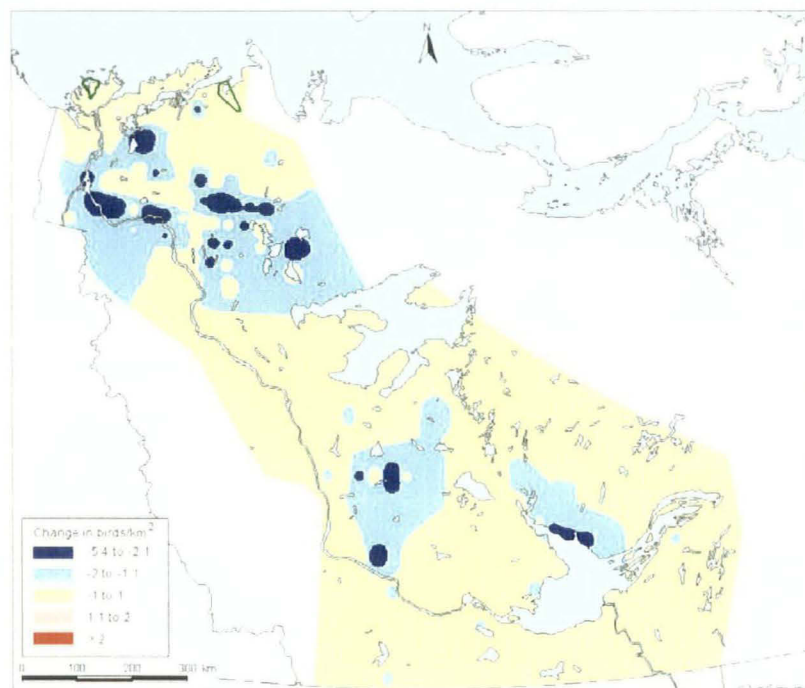 N
Change in birds/km²
-5.4 to -2.1
-2 to -1.1
-1 to 1
1.1 to 2
> 2
0 100 200 300 km